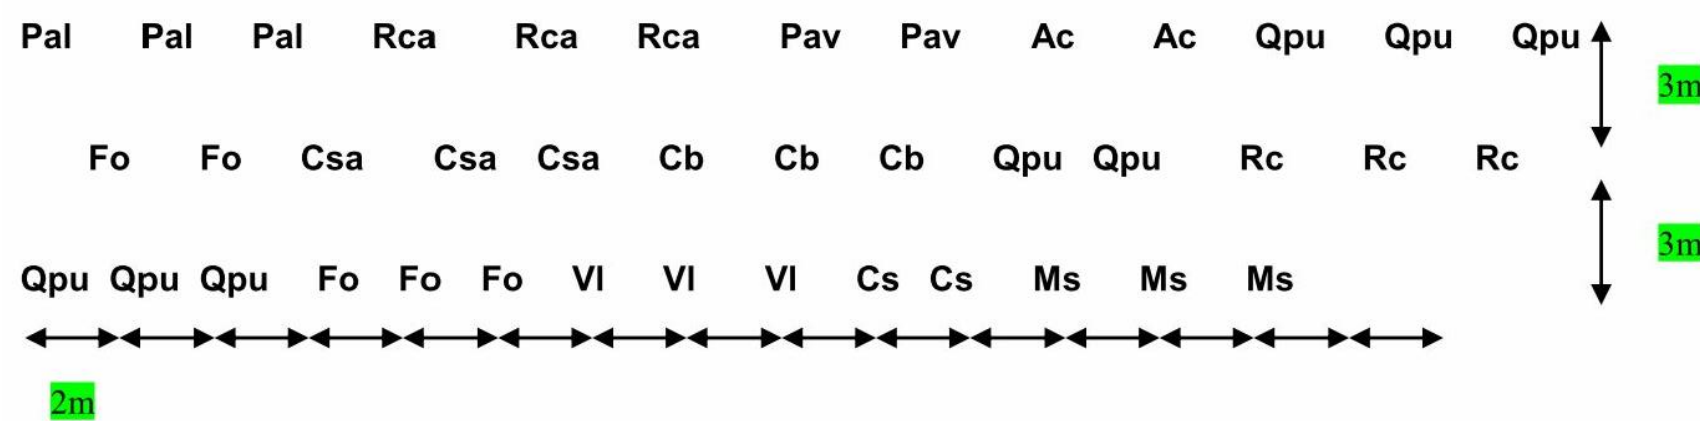 Pal Pal Pal Rca Rca Rca Pav Pav Ac Ac Qpu Qpu Qpu
3m
Fo Fo Csa Csa Csa Cb Cb Cb Qpu Qpu Rc Rc Rc
3m
Qpu Qpu Qpu Fo Fo Fo Vl Vl Vl Cs Cs Ms Ms Ms
2m